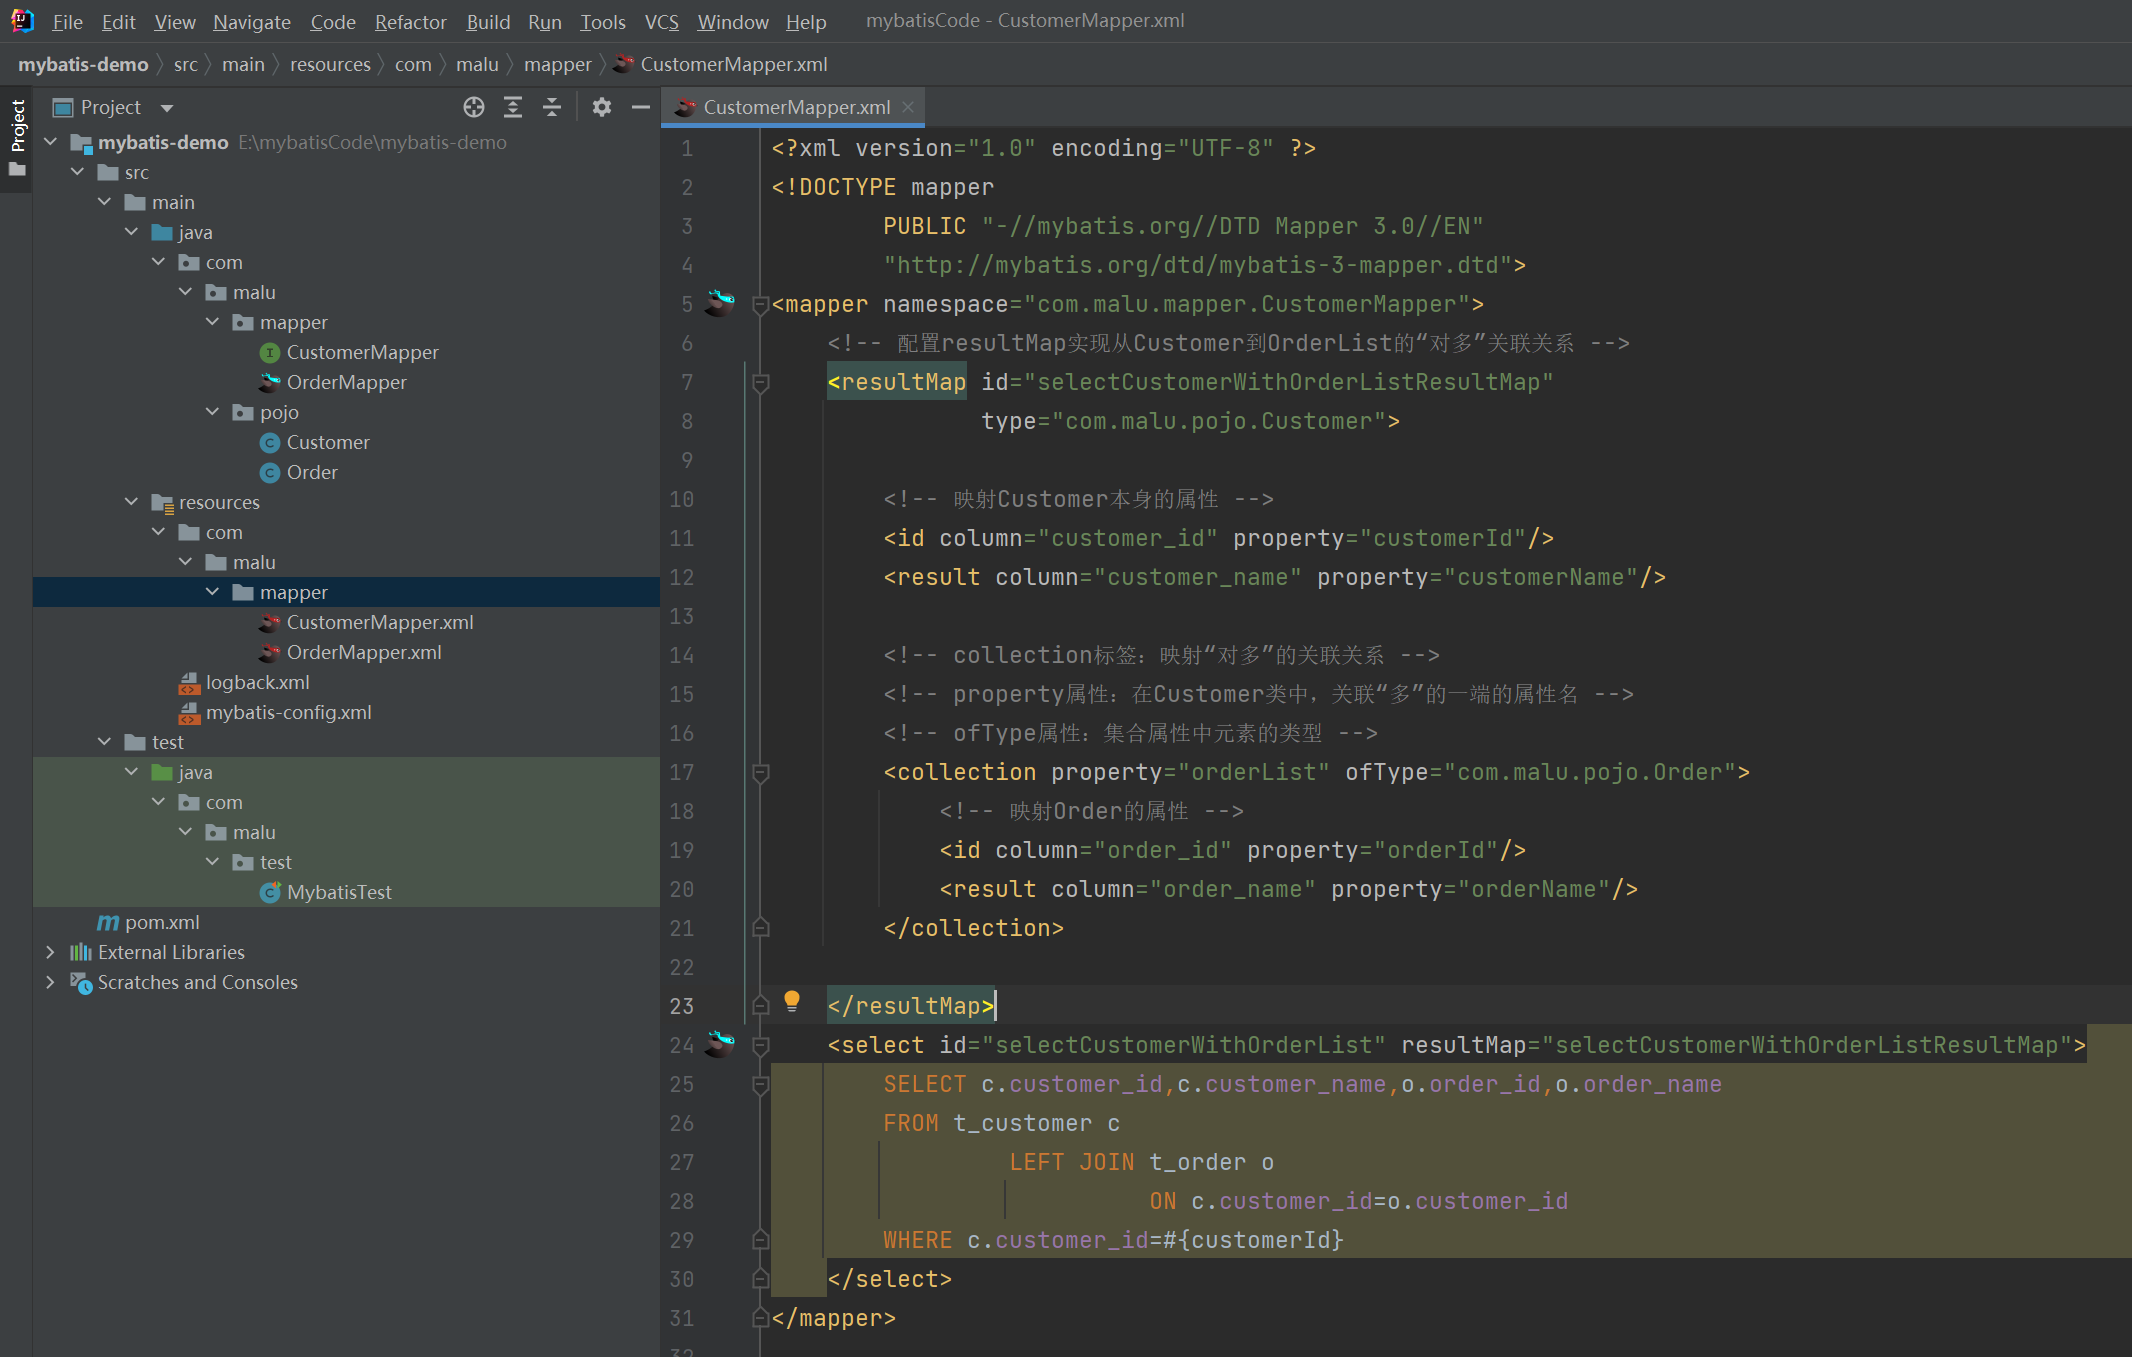 File Edit View Navigate Code Refactor Build Run Tools VCS Window Help mybatisCode - CustomerMapper.xml
mybatis-demo src main resources com malu mapper CustomerMapper.xml
Project
Project
mybatis-demo E:\mybatisCode\mybatis-demo
src
main
java
com
malu
mapper
CustomerMapper
OrderMapper
pojo
Customer
Order
resources
com
malu
mapper
CustomerMapper.xml
OrderMapper.xml
logback.xml
mybatis-config.xml
test
java
com
malu
test
MybatisTest
pom.xml
External Libraries
Scratches and Consoles
CustomerMapper.xml
1 <?xml version="1.0" encoding="UTF-8" ?>
2 <!DOCTYPE mapper
3 PUBLIC "-//mybatis.org//DTD Mapper 3.0//EN"
4 "http://mybatis.org/dtd/mybatis-3-mapper.dtd">
5 <mapper namespace="com.malu.mapper.CustomerMapper">
6 <!-- 配置resultMap实现从Customer到OrderList的“对多”关联关系 -->
7 <resultMap id="selectCustomerWithOrderListResultMap"
8 type="com.malu.pojo.Customer">
9
10 <!-- 映射Customer本身的属性 -->
11 <id column="customer_id" property="customerId"/>
12 <result column="customer_name" property="customerName"/>
13
14 <!-- collection标签：映射“对多”的关联关系 -->
15 <!-- property属性：在Customer类中，关联“多”的一端的属性名 -->
16 <!-- ofType属性：集合属性中元素的类型 -->
17 <collection property="orderList" ofType="com.malu.pojo.Order">
18 <!-- 映射Order的属性 -->
19 <id column="order_id" property="orderId"/>
20 <result column="order_name" property="orderName"/>
21 </collection>
22
23 </resultMap>
24 <select id="selectCustomerWithOrderList" resultMap="selectCustomerWithOrderListResultMap">
25 SELECT c.customer_id,c.customer_name,o.order_id,o.order_name
26 FROM t_customer c
27 LEFT JOIN t_order o
28 ON c.customer_id=o.customer_id
29 WHERE c.customer_id=#{customerId}
30 </select>
31 </mapper>
32